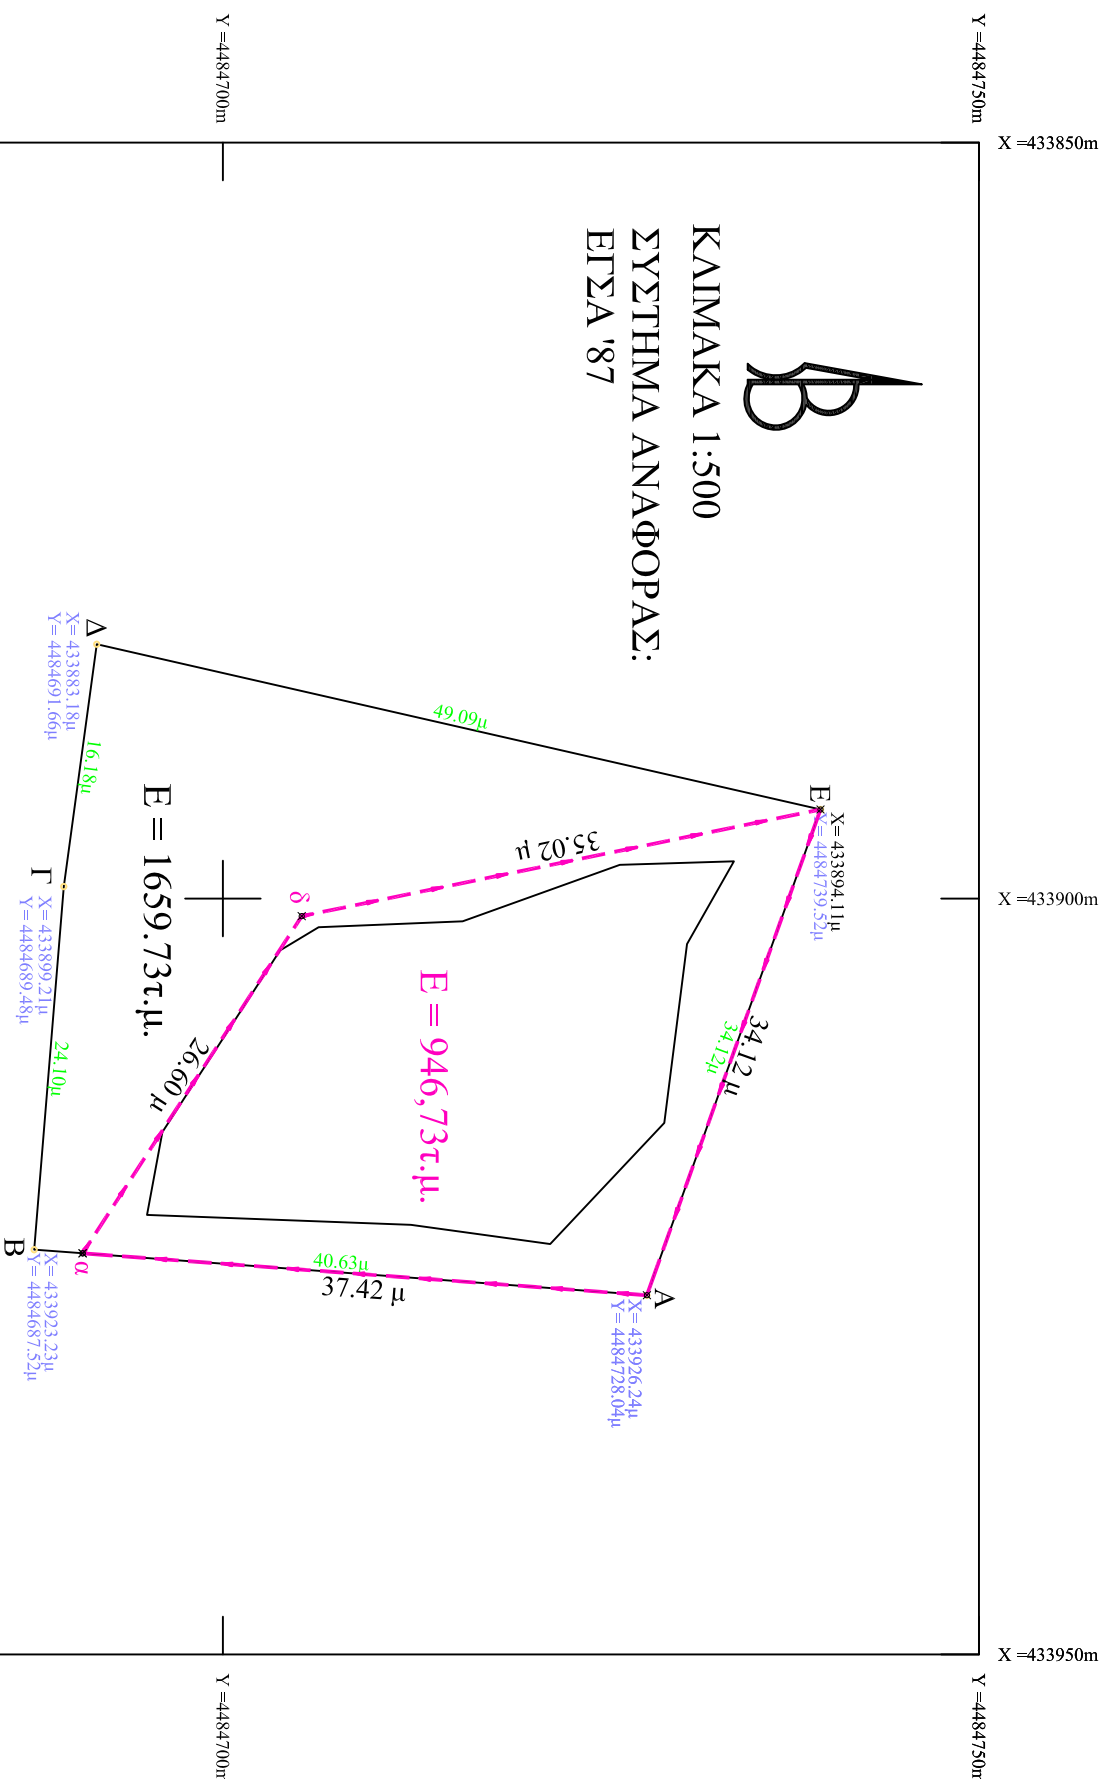 Y =4484750m
X =433850m
Y =4484700m
ΚΛΙΜΑΚΑ 1:500
ΣΥΣΤΗΜΑ ΑΝΑΦΟΡΑΣ:
ΕΓΣΑ '87
B
Ε
X= 433894.11μ
Y= 4484739.52μ
X =433900m
34.12 μ
34.12μ
49.09μ
35.02 μ
δ
E = 946,73τ.μ.
Δ
X= 433883.18μ
Y= 4484691.66μ
16.18μ
E = 1659.73τ.μ.
26.60 μ
Γ
X= 433899.21μ
Y= 4484689.48μ
24.10μ
Α
X= 433926.24μ
Y= 4484728.04μ
40.63μ
37.42 μ
α
Β
X= 433923.23μ
Y= 4484687.52μ
X =433950m
Y =4484750m
Y =4484700m